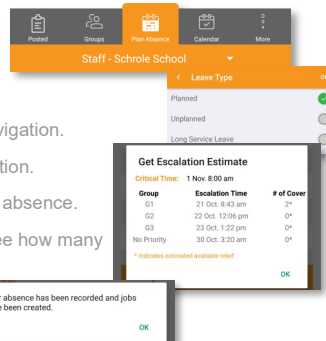 Posted Groups Plan Absence Calendar More
Staff - Schrole School
< Leave Type
Planned
Unplanned
Long Service Leave
absence.
ee how many
Get Escalation Estimate
Critical Time: 1 Nov. 8:00 am
Group Escalation Time # of Cover
G1 21 Oct. 8:43 am 2*
G2 22 Oct. 12:06 pm 0*
G3 23 Oct. 1:22 pm 0*
No Priority 30 Oct. 3:20 am 0*
* indicates estimated available relief
OK
absence has been recorded and jobs
been created.
OK